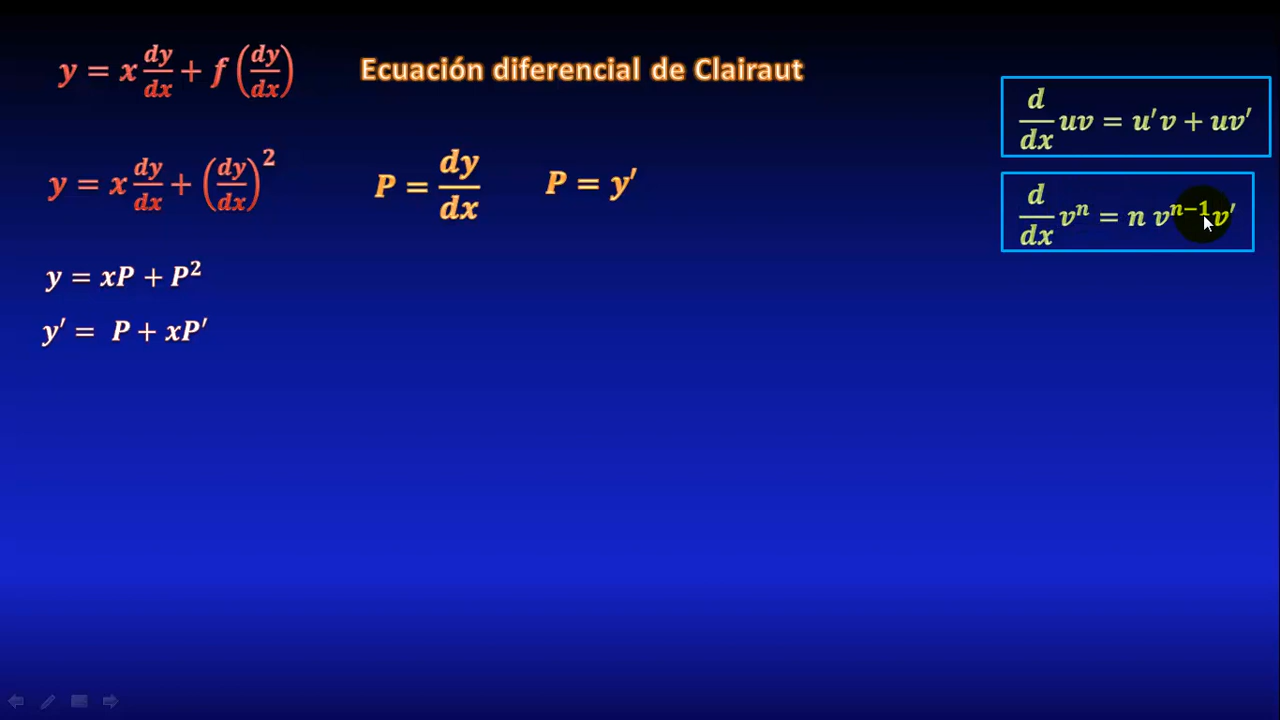 y = x dy/dx + f (dy/dx) Ecuación diferencial de Clairaut
d/dx uv = u′v + uv′
y = x dy/dx + (dy/dx)² P = dy/dx P = y′
d/dx vⁿ = n vⁿ⁻¹v′
y = xP + P²
y′ = P + xP′